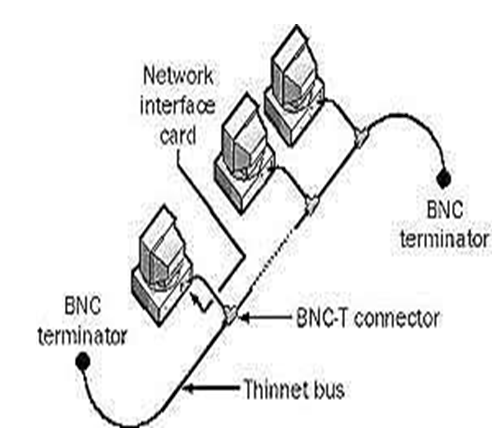 Network
interface
card
BNC
terminator
BNC
terminator
BNC-T connector
Thinnet bus